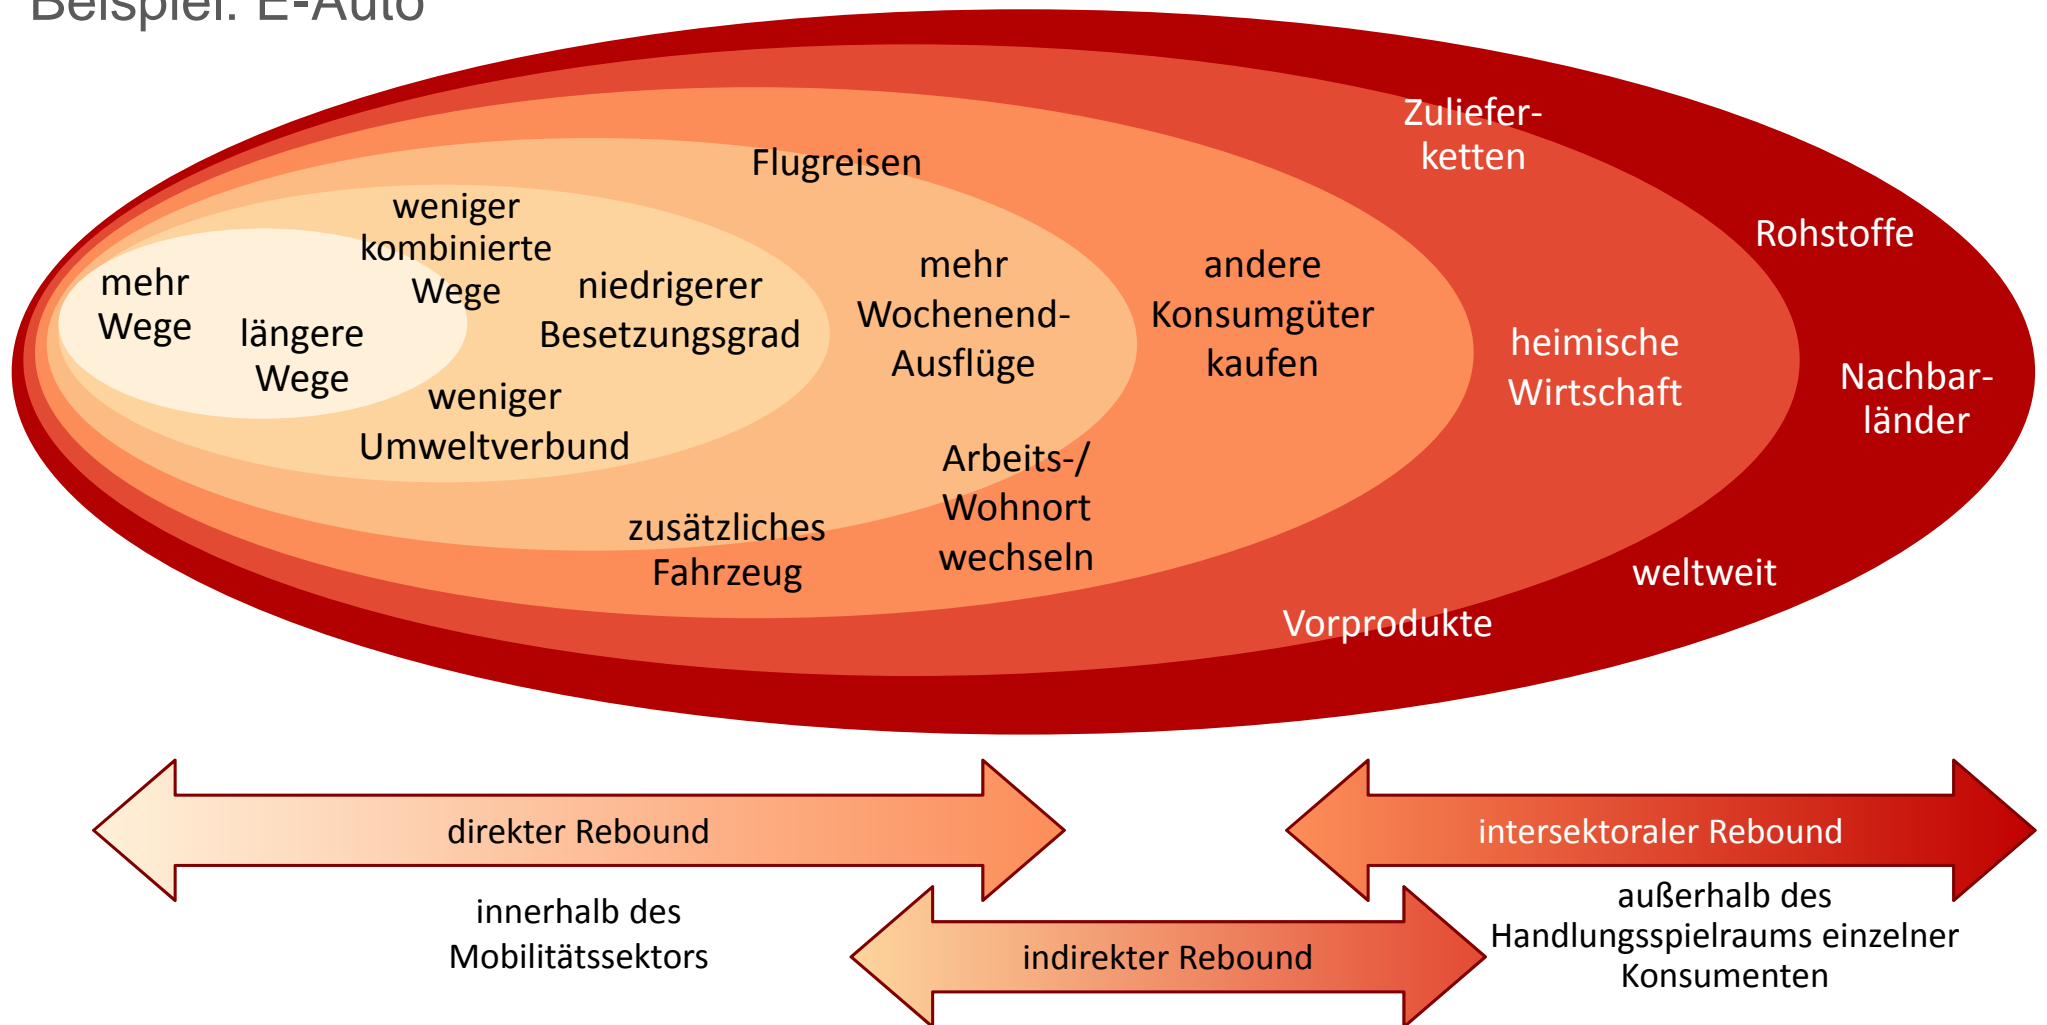 Beispiel: E-Auto
Zuliefer-
ketten
Flugreisen
Rohstoffe
weniger
kombinierte
Wege
mehr
Wege
längere
Wege
niedrigerer
Besetzungsgrad
mehr
Wochenend-
Ausflüge
andere
Konsumgüter
kaufen
heimische
Wirtschaft
Nachbar-
länder
weniger
Umweltverbund
Arbeits-/
Wohnort
wechseln
zusätzliches
Fahrzeug
weltweit
Vorprodukte
direkter Rebound
intersektoraler Rebound
innerhalb des
Mobilitätssektors
indirekter Rebound
außerhalb des
Handlungsspielraums einzelner
Konsumenten